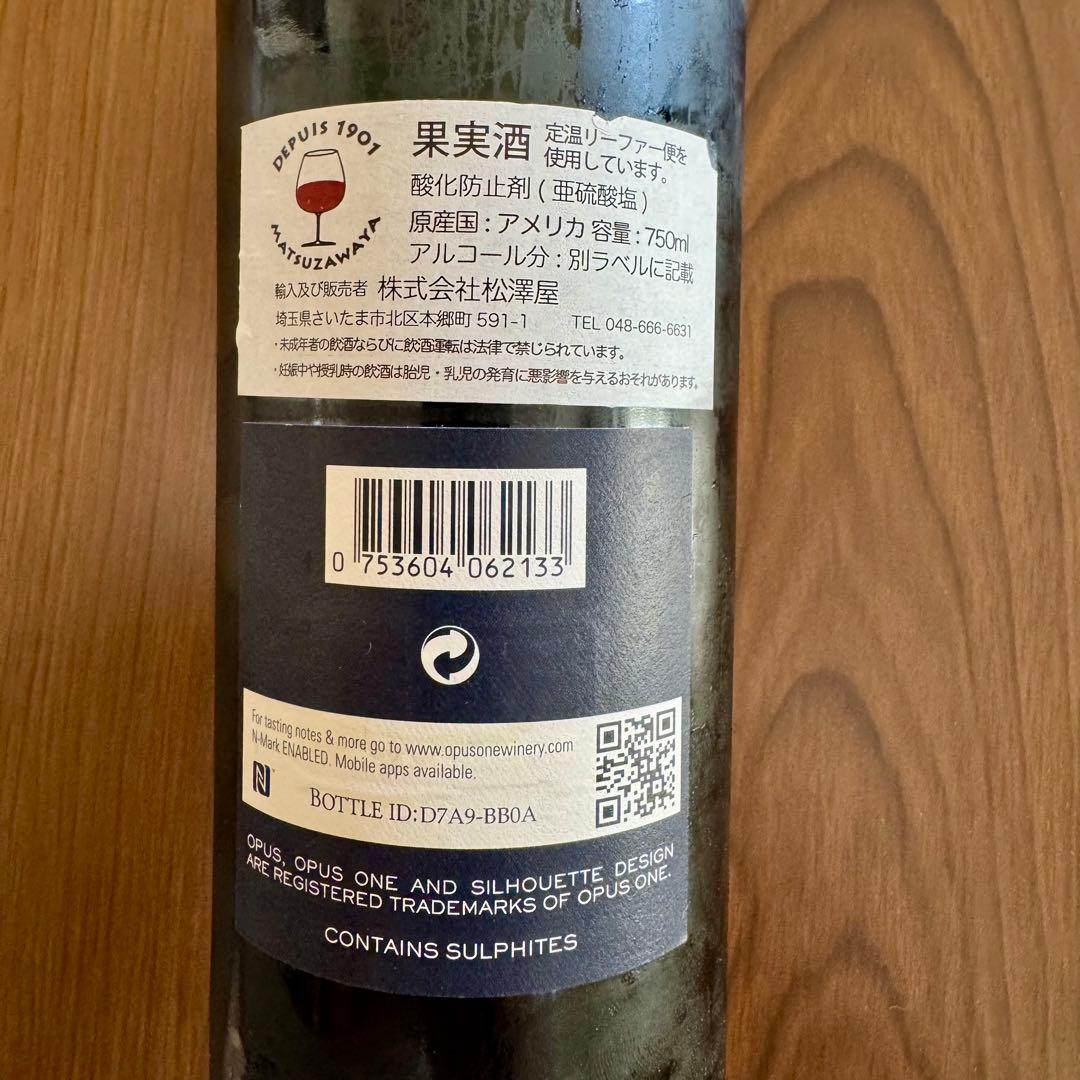 DEPUIS 1901
MATSUZAWAYA
果実酒 定温リーファー便を
使用しています。
酸化防止剤 ( 亜硫酸塩 )
原産国 : アメリカ 容量 : 750ml
アルコール分 : 別ラベルに記載
輸入及び販売者 株式会社松澤屋
埼玉県さいたま市北区本郷町 591-1 TEL 048-666-6631
・未成年者の飲酒ならびに飲酒運転は法律で禁じられています。
・妊娠中や授乳時の飲酒は胎児・乳児の発育に悪影響を与えるおそれがあります。
0 753604 062133
For tasting notes & more go to www.opusonewinery.com
N-Mark ENABLED. Mobile apps available.
N
BOTTLE ID:D7A9-BB0A
OPUS, OPUS ONE AND SILHOUETTE DESIGN
ARE REGISTERED TRADEMARKS OF OPUS ONE.
CONTAINS SULPHITES